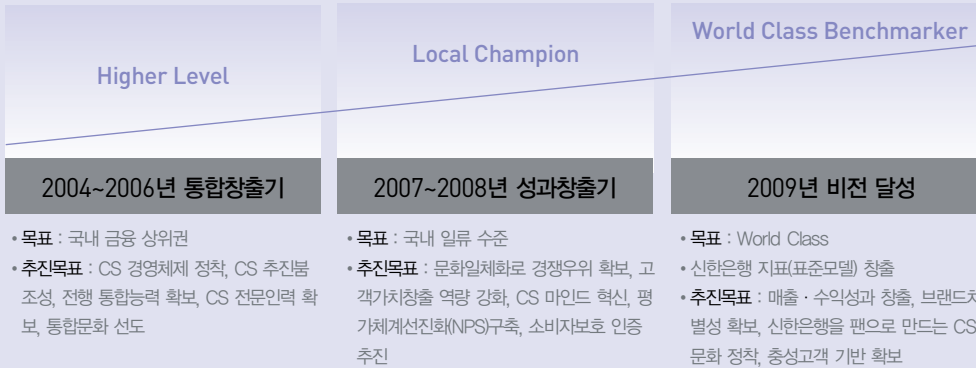 Higher Level
2004~2006년 통합창출기
• 목표 : 국내 금융 상위권
• 추진목표 : CS 경영체제 정착, CS 추진붐
조성, 전행 통합능력 확보, CS 전문인력 확
보, 통합문화 선도
Local Champion
2007~2008년 성과창출기
• 목표 : 국내 일류 수준
• 추진목표 : 문화일체화로 경쟁우위 확보, 고
객가치창출 역량 강화, CS 마인드 혁신, 평
가체계선진화(NPS)구축, 소비자보호 인증
추진
World Class Benchmarker
2009년 비전 달성
• 목표 : World Class
• 신한은행 지표(표준모델) 창출
• 추진목표 : 매출 · 수익성과 창출, 브랜드차
별성 확보, 신한은행을 팬으로 만드는 CS
문화 정착, 충성고객 기반 확보